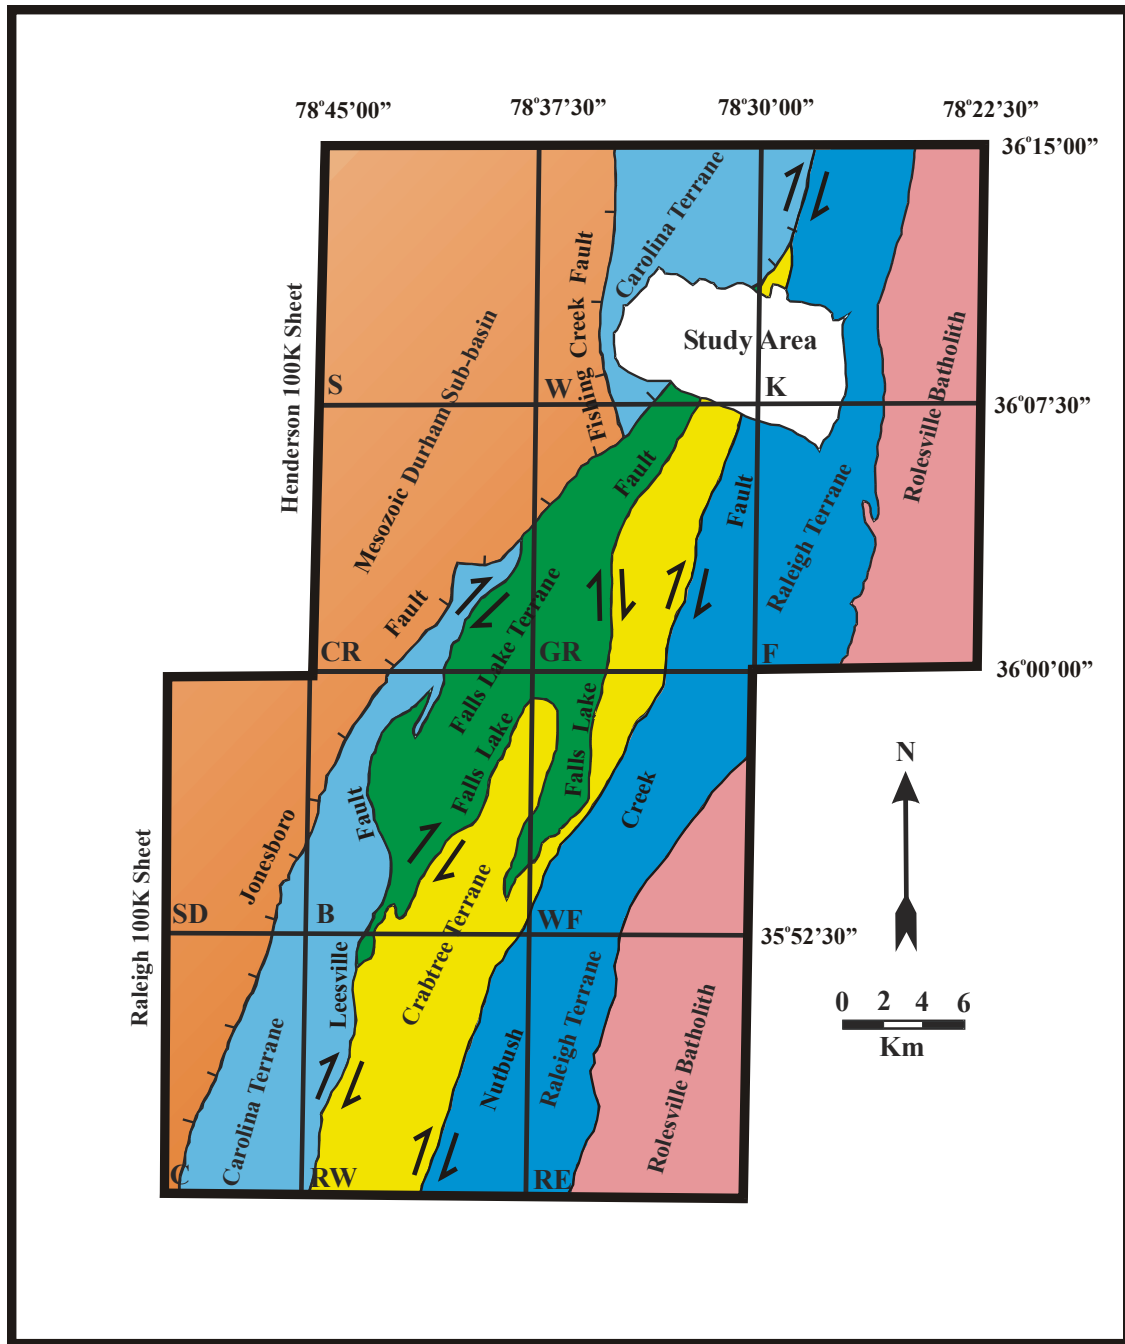 78°45’00”
78°37’30”
78°30’00”
78°22’30”
36°15’00”
Carolina Terrane
Fishing Creek Fault
Study Area
Henderson 100K Sheet
Mesozoic Durham Sub-basin
Rolesville Batholith
S
W
K
36°07’30”
Fault
Fault
Raleigh Terrane
Fault
Falls Lake Terrane
CR
GR
F
36°00’00”
Falls Lake
Falls Lake
N
Creek
Fault
Jonesboro
Raleigh 100K Sheet
SD
B
WF
35°52’30”
Crabtree Terrane
Leesville
Raleigh Terrane
0 2 4 6
Km
Nutbush
Carolina Terrane
Rolesville Batholith
C
RW
RE